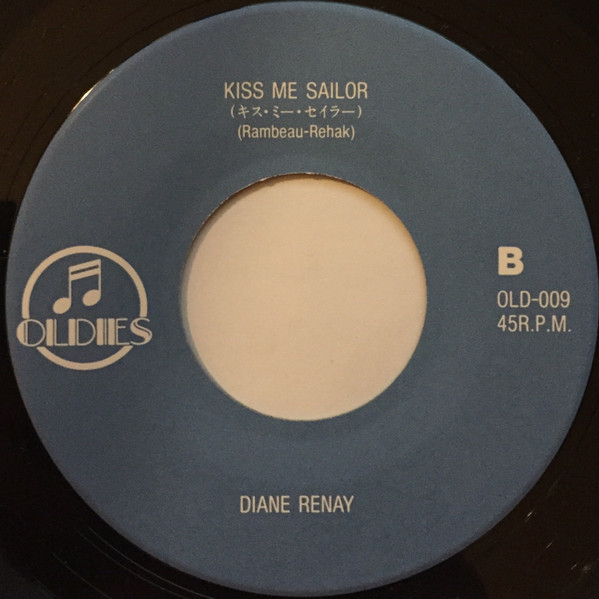 KISS ME SAILOR
(キス・ミー・セイラー)
(Rambeau-Rehak)
OLDIES
B
OLD-009
45R.P.M.
DIANE RENAY